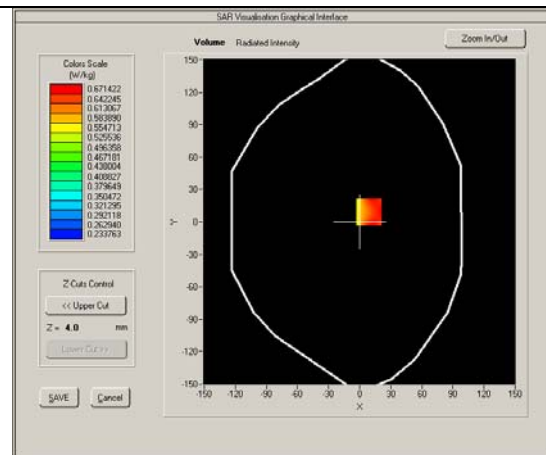 SAR Visualisation Graphical Interface
Volume Radiated Intensity
Zoom In/Out
Colors Scale
(W/kg)
0.671422
0.642245
0.613067
0.583890
0.554713
0.525536
0.496358
0.467181
0.438004
0.408827
0.379649
0.350472
0.321295
0.292118
0.262940
0.233763
Z Cuts Control
<< Upper Cut
Z = 4.0 mm
Lower Cut >>
SAVE Cancel
150
120
90
60
30
0
-30
-60
-90
-120
-150
Y
-150 -120 -90 -60 -30 0 30 60 90 120 150
X